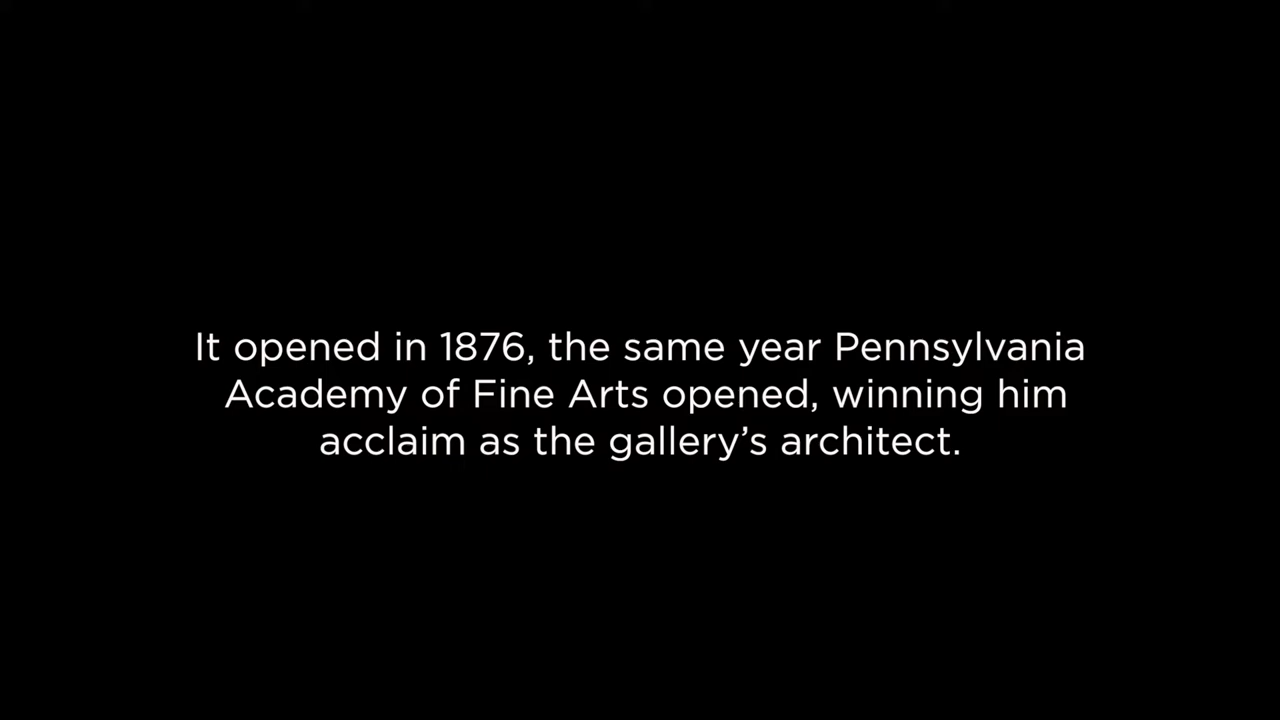 It opened in 1876, the same year Pennsylvania
Academy of Fine Arts opened, winning him
acclaim as the gallery’s architect.